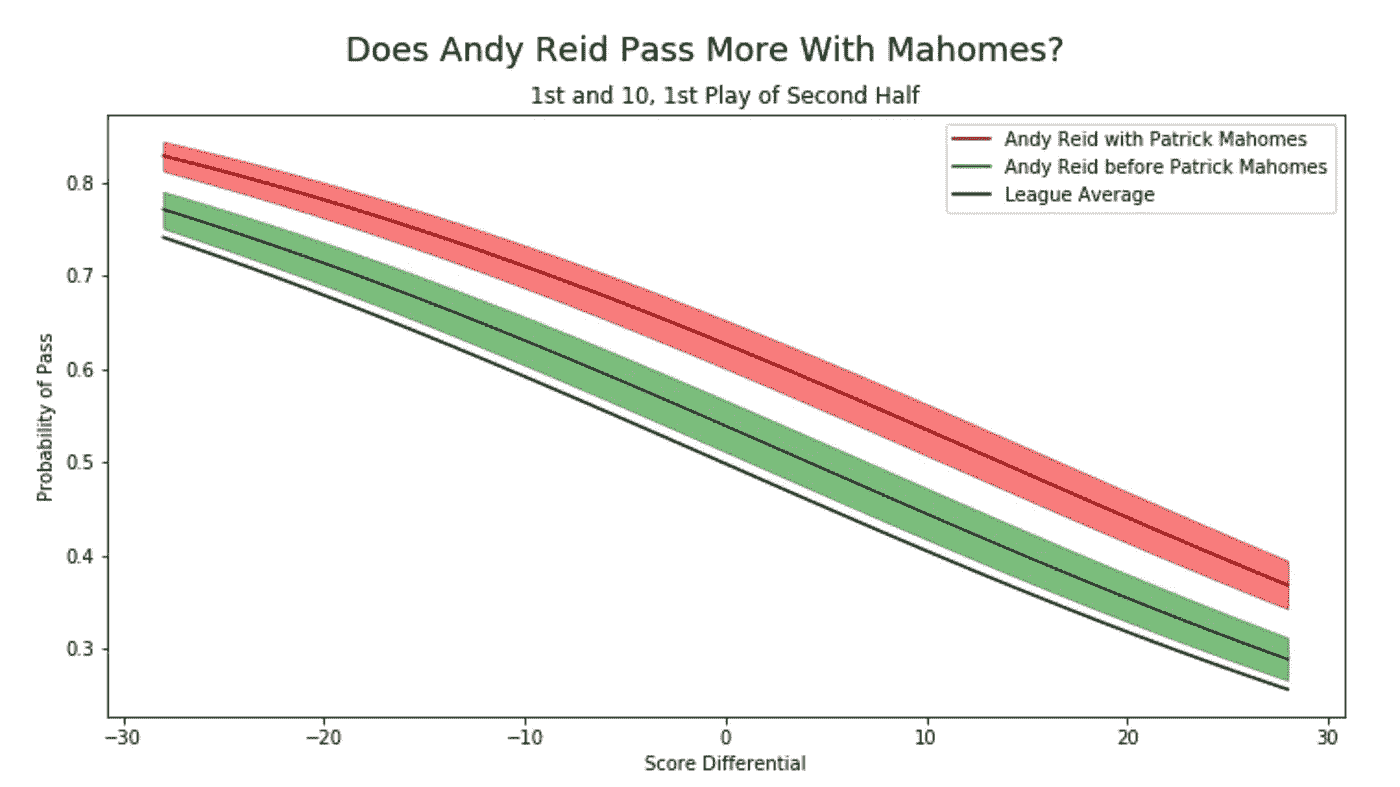 Does Andy Reid Pass More With Mahomes?
1st and 10, 1st Play of Second Half
Andy Reid with Patrick Mahomes
Andy Reid before Patrick Mahomes
League Average
Probability of Pass
0.8
0.7
0.6
0.5
0.4
0.3
−30 −20 −10 0 10 20 30
Score Differential